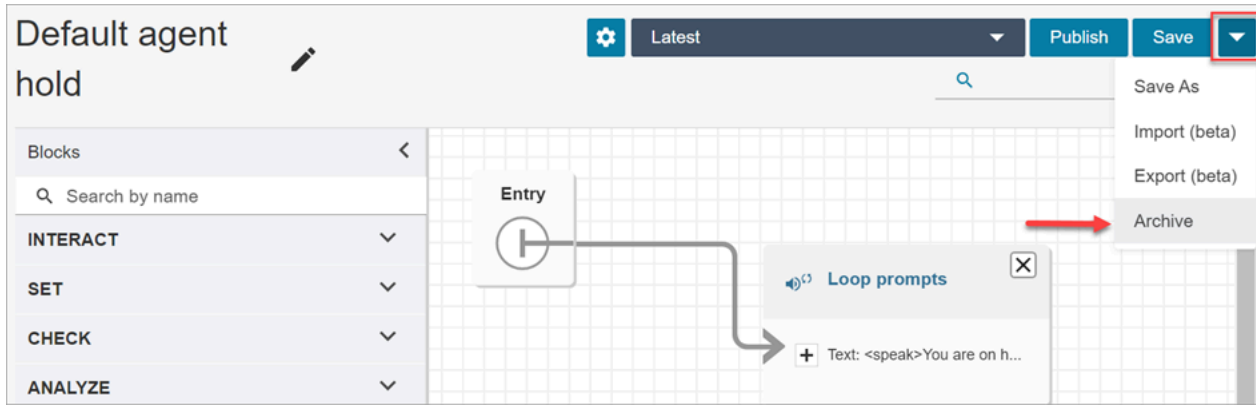 Default agent
hold
Latest
Publish
Save
Save As
Import (beta)
Export (beta)
Archive
Blocks
Search by name
INTERACT
SET
CHECK
ANALYZE
Entry
Loop prompts
Text: <speak>You are on h...